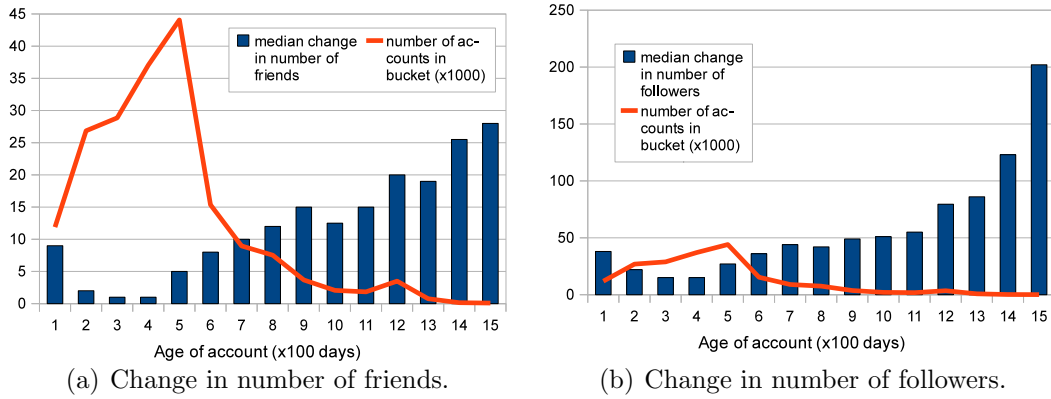 45
40
35
30
25
20
15
10
5
0
median change
in number of
friends
number of ac-
counts in
bucket (x1000)
1 2 3 4 5 6 7 8 9 10 11 12 13 14 15
Age of account (x100 days)
(a) Change in number of friends.
250
200
150
100
50
0
median change
in number of
followers
number of ac-
counts in
bucket (x1000)
1 2 3 4 5 6 7 8 9 10 11 12 13 14 15
Age of account (x100 days)
(b) Change in number of followers.